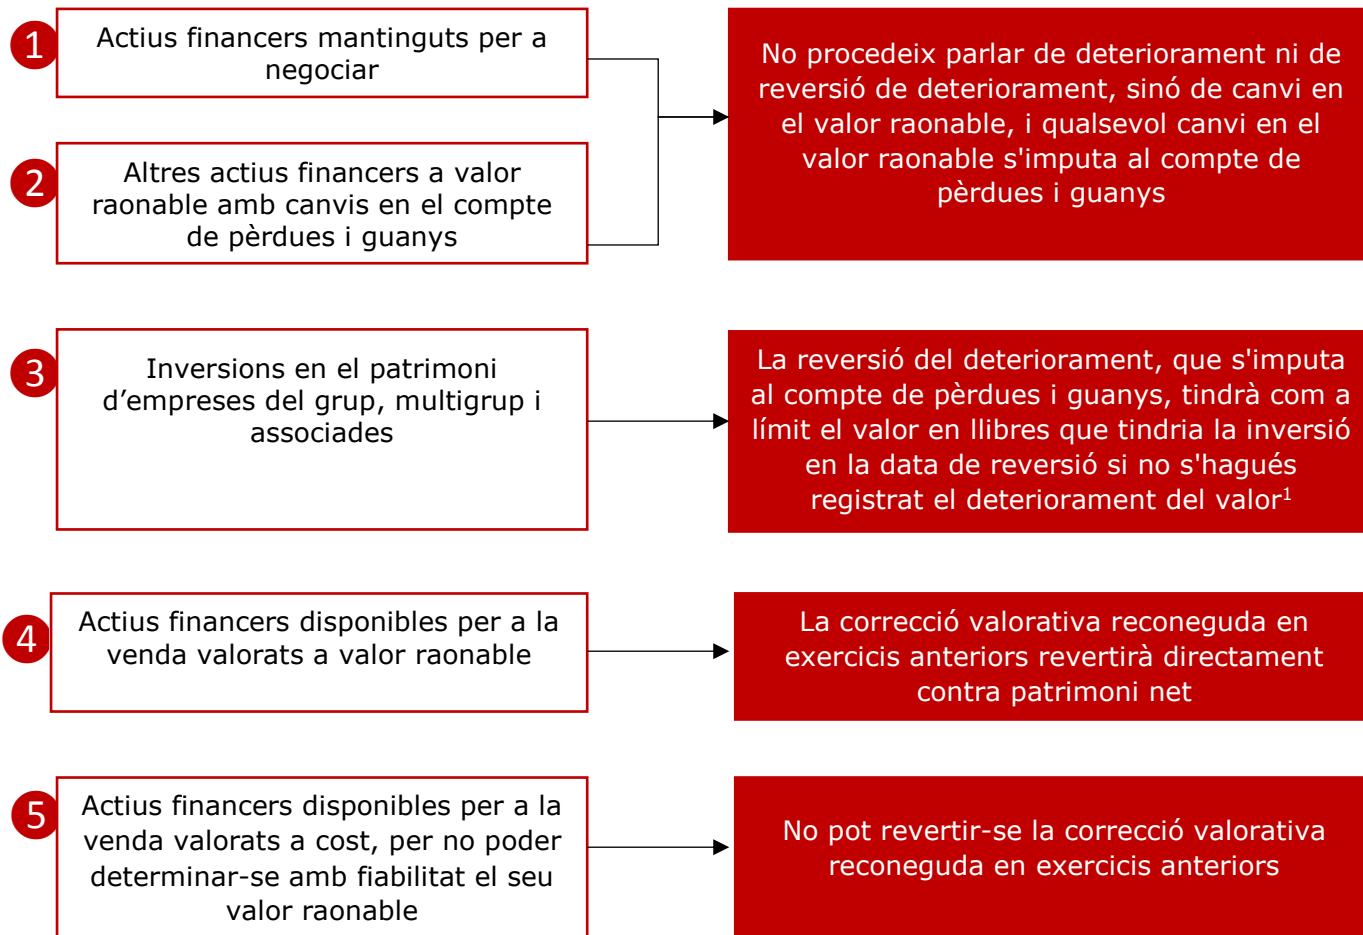 1
Actius financers mantinguts per a
negociar
2
Altres actius financers a valor
raonable amb canvis en el compte
de pèrdues i guanys
No procedeix parlar de deteriorament ni de
reversió de deteriorament, sinó de canvi en
el valor raonable, i qualsevol canvi en el
valor raonable s'imputa al compte de
pèrdues i guanys
3
Inversions en el patrimoni
d’empreses del grup, multigrup i
associades
La reversió del deteriorament, que s'imputa
al compte de pèrdues i guanys, tindrà com a
límit el valor en llibres que tindria la inversió
en la data de reversió si no s'hagués
registrat el deteriorament del valor¹
4
Actius financers disponibles per a la
venda valorats a valor raonable
La correcció valorativa reconeguda en
exercicis anteriors revertirà directament
contra patrimoni net
5
Actius financers disponibles per a la
venda valorats a cost, per no poder
determinar-se amb fiabilitat el seu
valor raonable
No pot revertir-se la correcció valorativa
reconeguda en exercicis anteriors